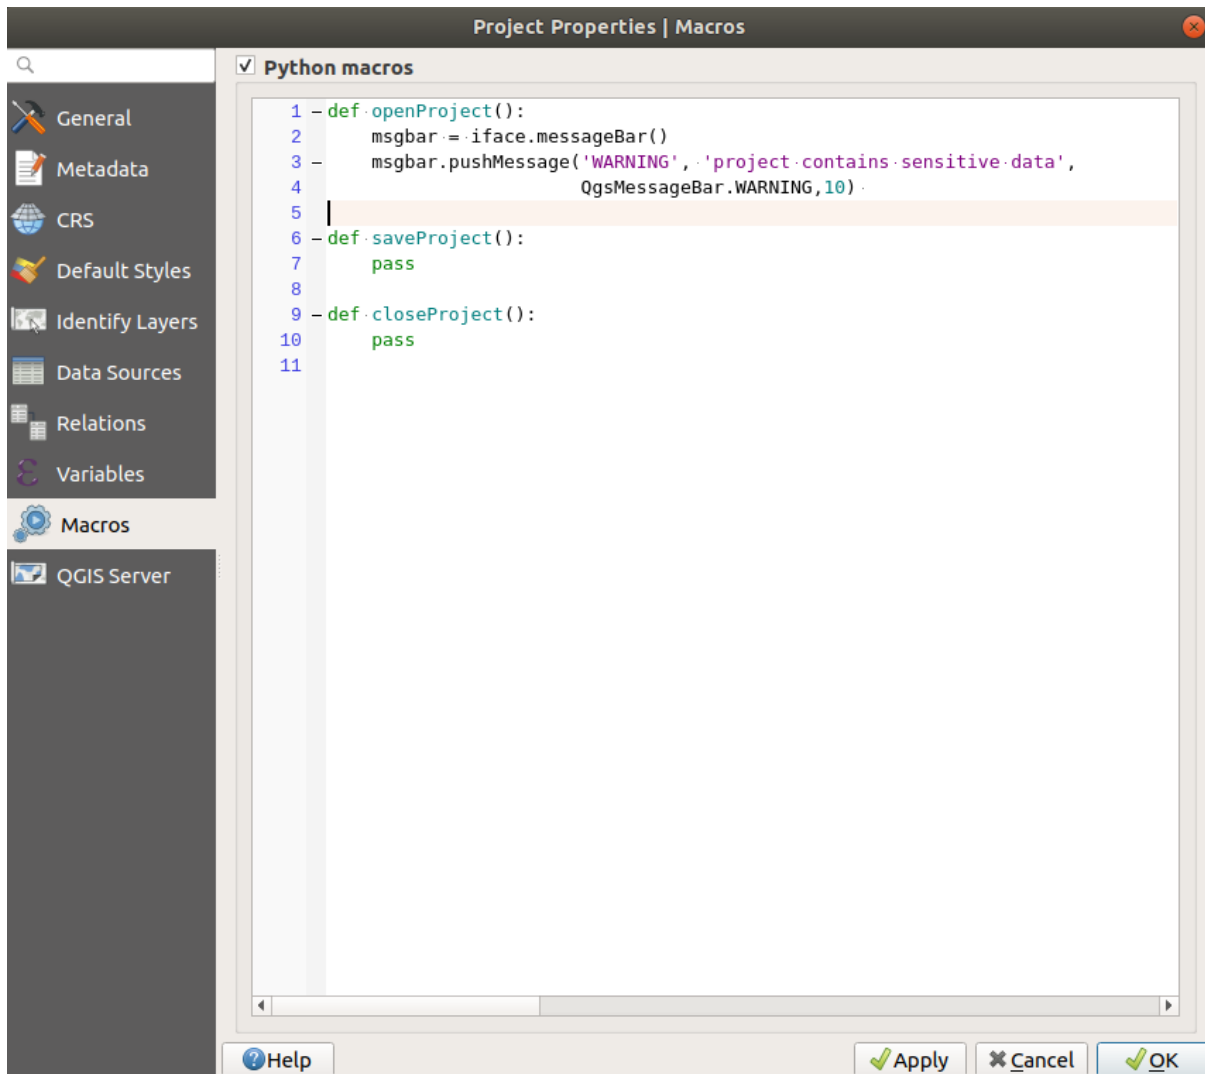 Project Properties | Macros
Python macros
General
Metadata
CRS
Default Styles
Identify Layers
Data Sources
Relations
Variables
Macros
QGIS Server
1 def openProject():
2     msgbar = iface.messageBar()
3     msgbar.pushMessage('WARNING', 'project contains sensitive data',
4                        QgsMessageBar.WARNING,10)
5
6 def saveProject():
7     pass
8
9 def closeProject():
10     pass
11
Help
Apply
Cancel
OK